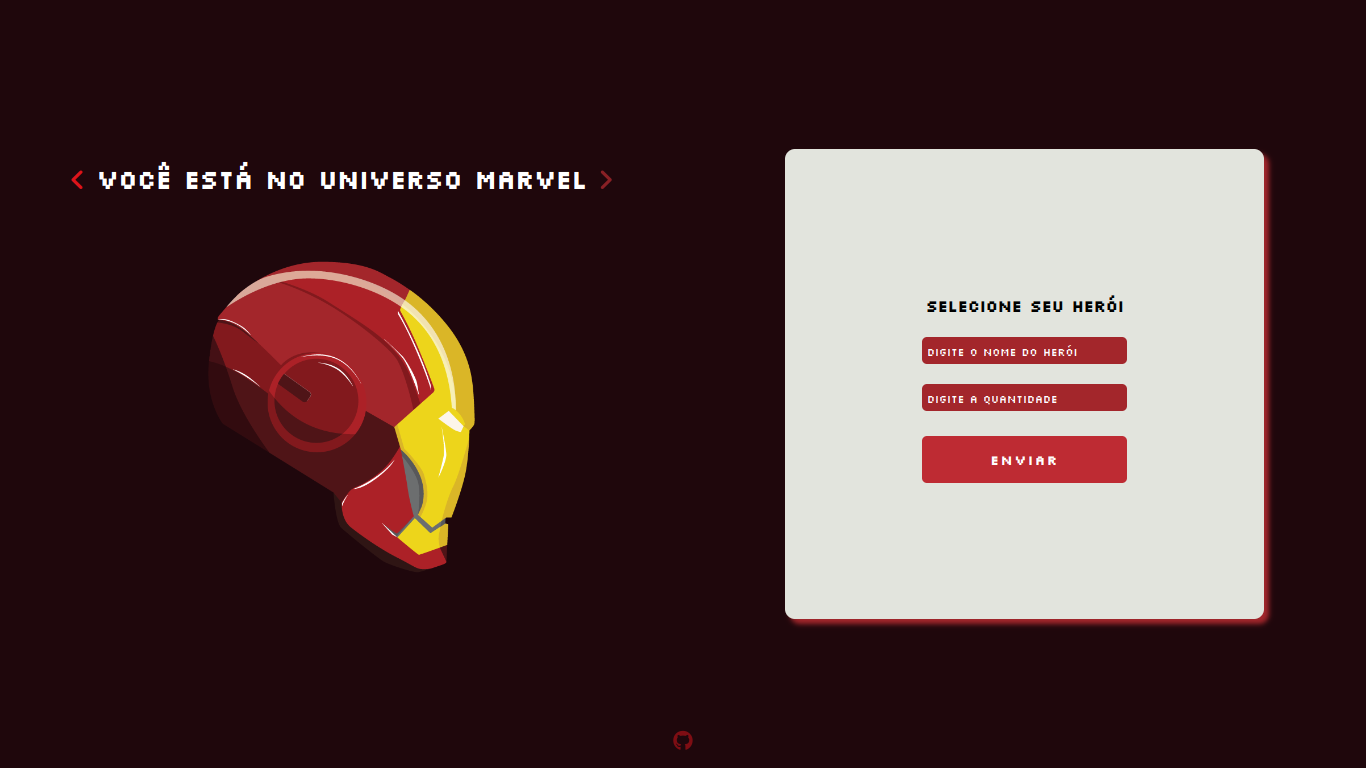 VOCÊ ESTÁ NO UNIVERSO MARVEL
SELECIONE SEU HERÓI
DIGITE O NOME DO HERÓI
DIGITE A QUANTIDADE
ENVIAR